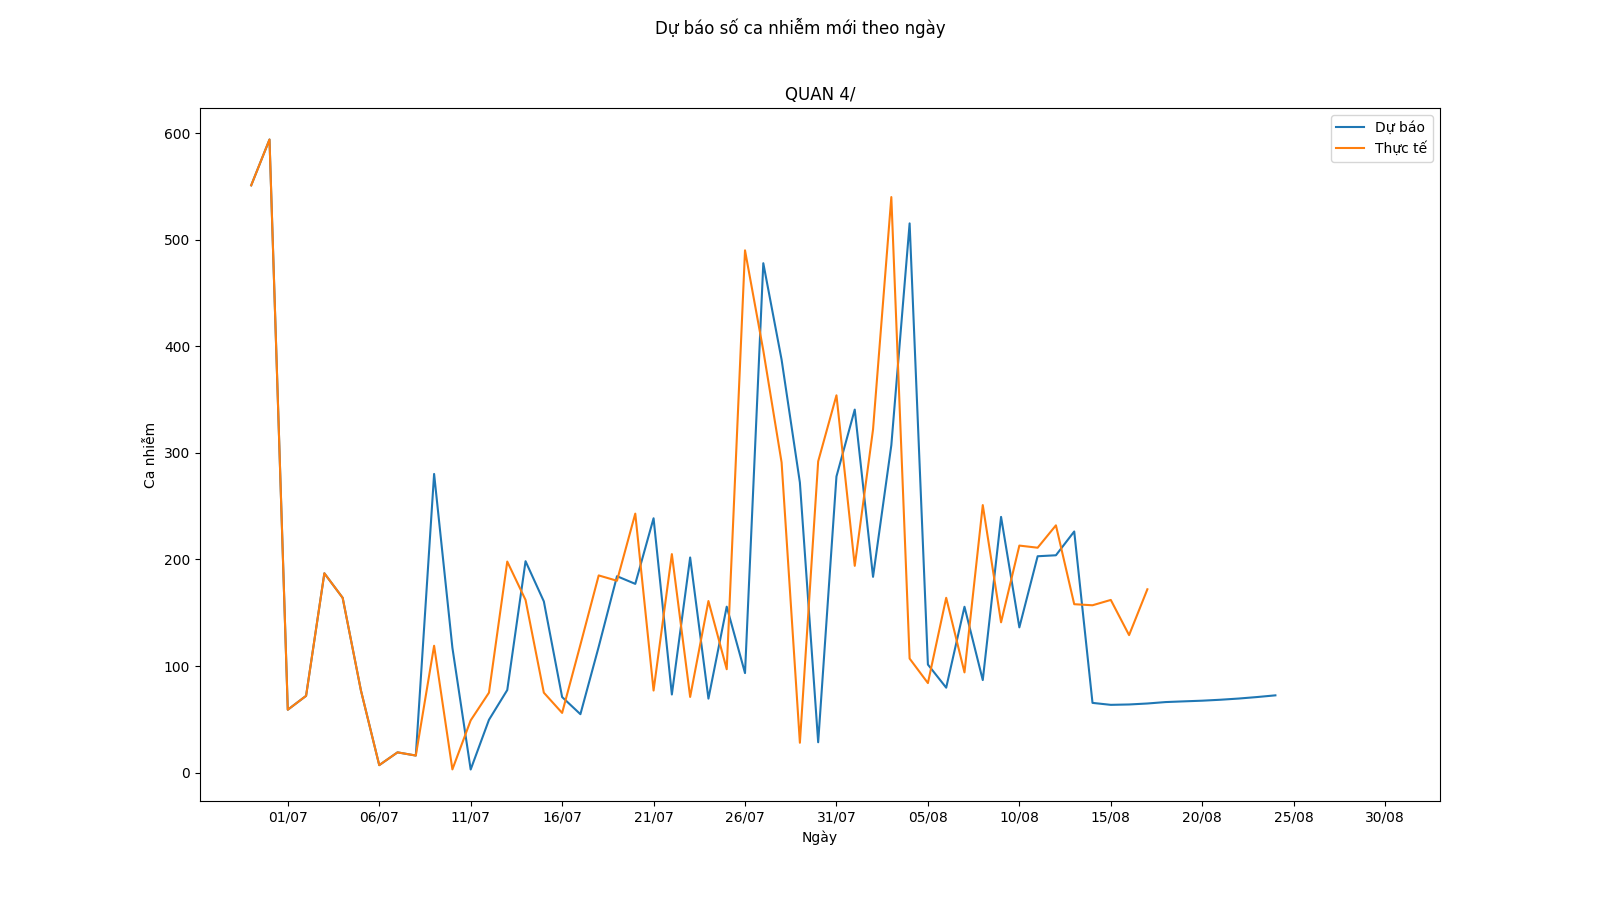 Dự báo số ca nhiễm mới theo ngày
QUAN 4/
Dự báo
Thực tế
600
500
400
300
200
100
0
Ca nhiễm
01/07 06/07 11/07 16/07 21/07 26/07 31/07 05/08 10/08 15/08 20/08 25/08 30/08
Ngày